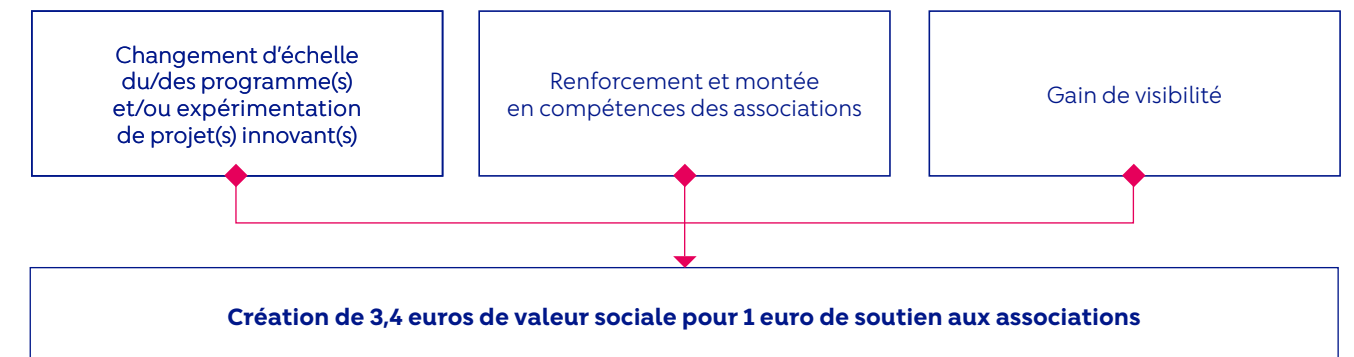 Changement d’échelle
du/des programme(s)
et/ou expérimentation
de projet(s) innovant(s)
Renforcement et montée
en compétences des associations
Gain de visibilité
Création de 3,4 euros de valeur sociale pour 1 euro de soutien aux associations